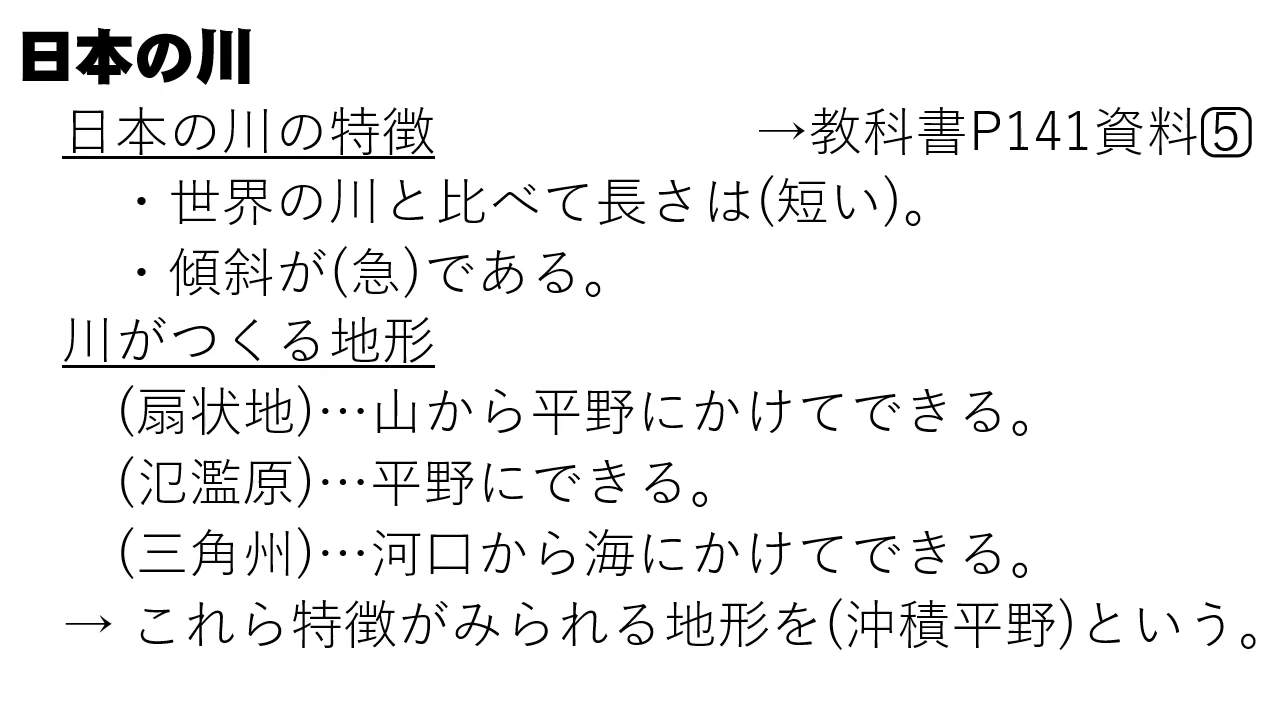 日本の川
日本の川の特徴 →教科書P141資料5
・世界の川と比べて長さは(短い)。
・傾斜が(急)である。
川がつくる地形
(扇状地)…山から平野にかけてできる。
(氾濫原)…平野にできる。
(三角州)…河口から海にかけてできる。
→ これら特徴がみられる地形を(沖積平野)という。